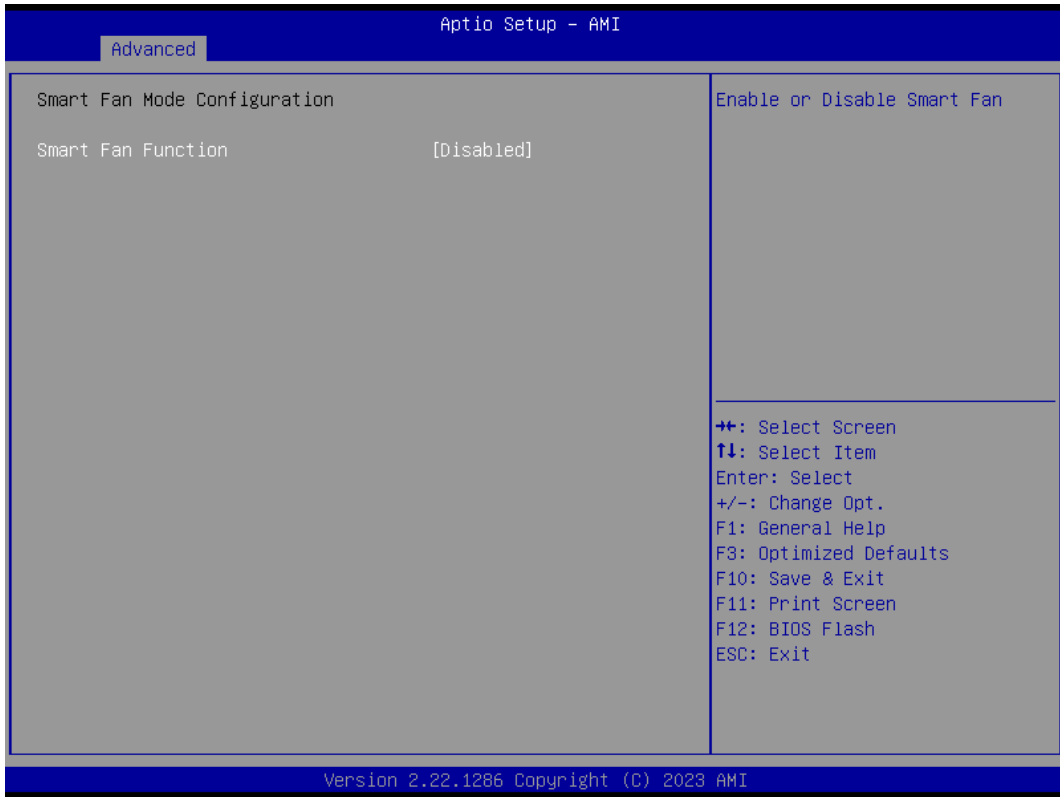 Aptio Setup – AMI
Advanced
Smart Fan Mode Configuration
Smart Fan Function [Disabled]
Enable or Disable Smart Fan
→←: Select Screen
↑↓: Select Item
Enter: Select
+/-: Change Opt.
F1: General Help
F3: Optimized Defaults
F10: Save & Exit
F11: Print Screen
F12: BIOS Flash
ESC: Exit
Version 2.22.1286 Copyright (C) 2023 AMI